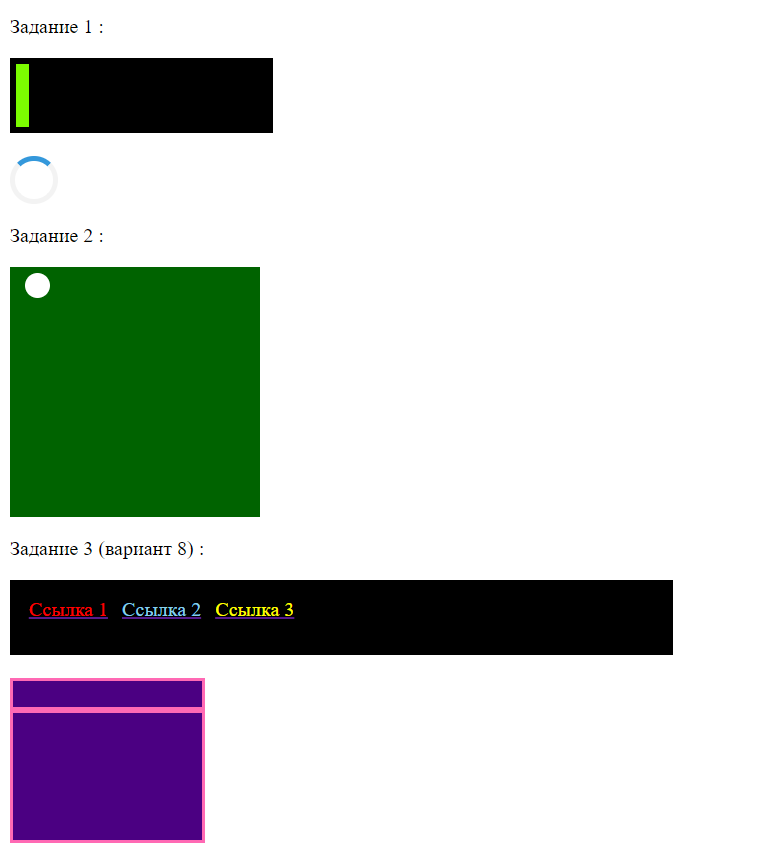 Задание 1 :
Задание 2 :
Задание 3 (вариант 8) :
Ссылка 1 Ссылка 2 Ссылка 3